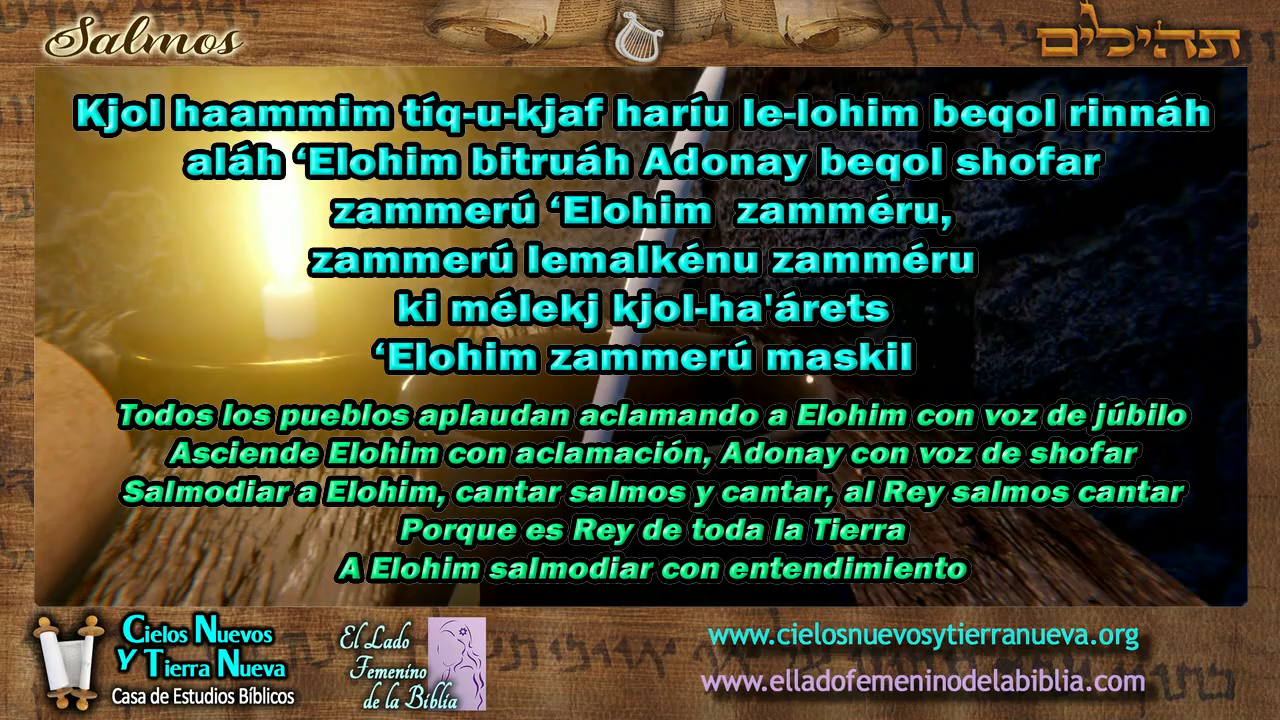 Salmos
תהילים
Kjol haammim tíq-u-kjaf haríu le-lohim beqol rinnáh
aláh ‘Elohim bitruáh Adonay beqol shofar
zammerú ‘Elohim  zamméru,
zammerú lemalkénu zamméru
ki mélekj kjol-ha'árets
‘Elohim zammerú maskil
Todos los pueblos aplaudan aclamando a Elohim con voz de júbilo
Asciende Elohim con aclamación, Adonay con voz de shofar
Salmodiar a Elohim, cantar salmos y cantar, al Rey salmos cantar
Porque es Rey de toda la Tierra
A Elohim salmodiar con entendimiento
Cielos Nuevos
Y Tierra Nueva
Casa de Estudios Bíblicos
El Lado
Femenino
de la Biblia
www.cielosnuevosytierranueva.org
www.elladofemeninodelabiblia.com